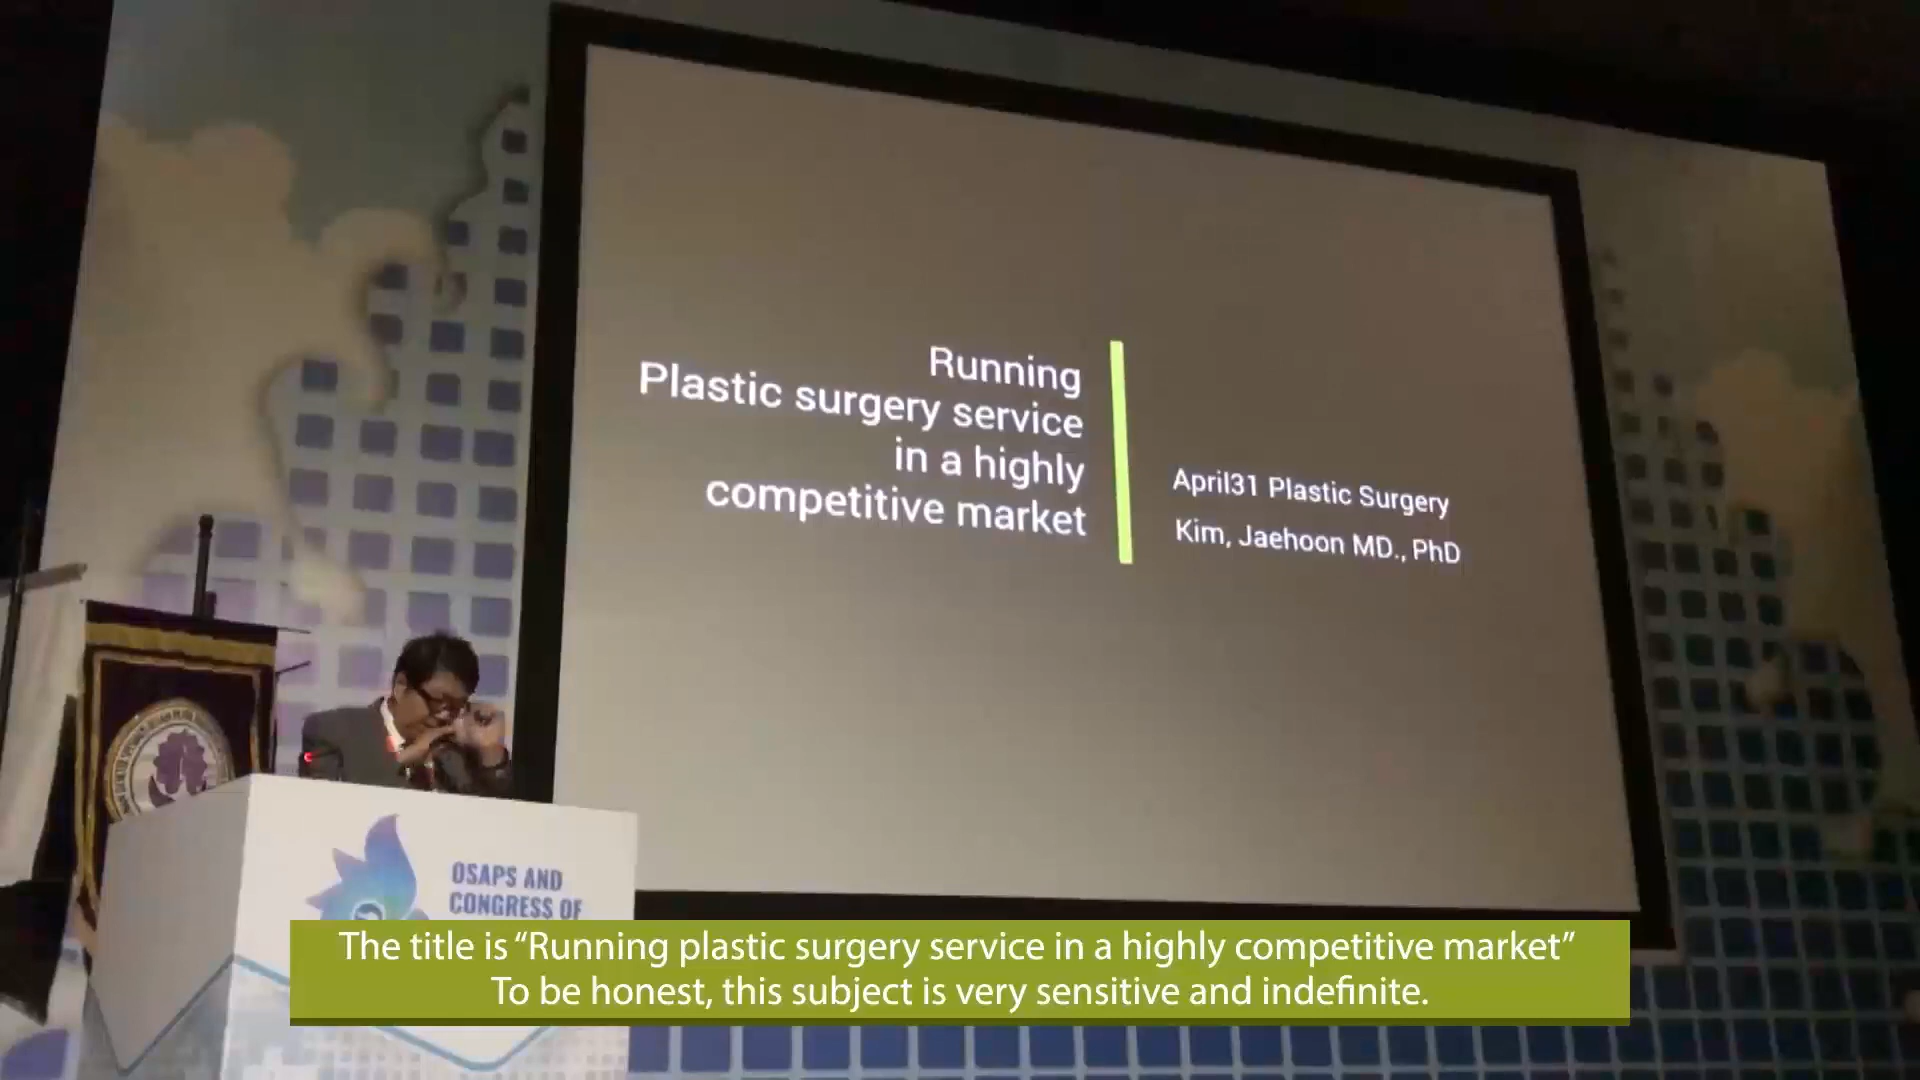 Running
Plastic surgery service
in a highly
competitive market
April31 Plastic Surgery
Kim, Jaehoon MD., PhD
OSAPS AND
CONGRESS OF
The title is “Running plastic surgery service in a highly competitive market”
To be honest, this subject is very sensitive and indefinite.